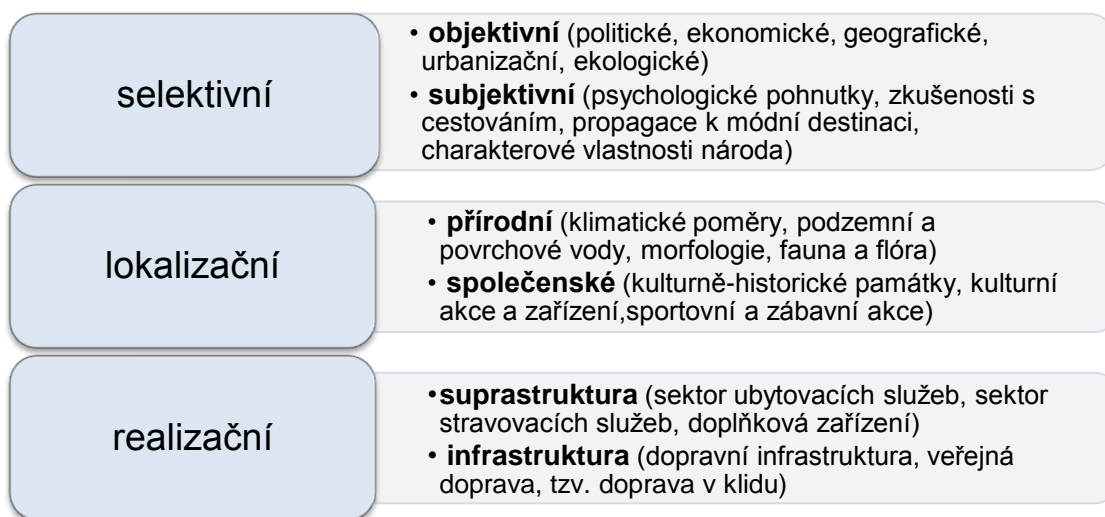 selektivní
• objektivní (politické, ekonomické, geografické,
urbanizační, ekologické)
• subjektivní (psychologické pohnutky, zkušenosti s
cestováním, propagace k módní destinaci,
charakterové vlastnosti národa)
lokalizační
• přírodní (klimatické poměry, podzemní a
povrchové vody, morfologie, fauna a flóra)
• společenské (kulturně-historické památky, kulturní
akce a zařízení,sportovní a zábavní akce)
realizační
•suprastruktura (sektor ubytovacích služeb, sektor
stravovacích služeb, doplňková zařízení)
• infrastruktura (dopravní infrastruktura, veřejná
doprava, tzv. doprava v klidu)